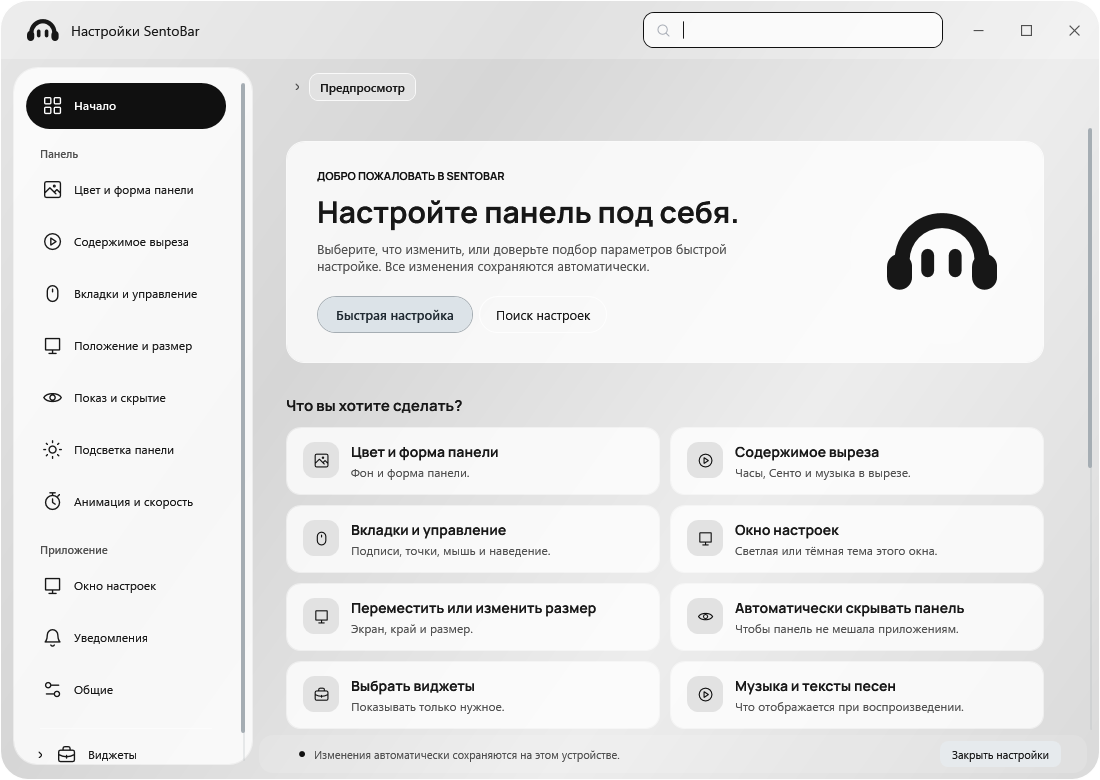 Настройки SentoBar
Начало
Панель
Цвет и форма панели
Содержимое выреза
Вкладки и управление
Положение и размер
Показ и скрытие
Подсветка панели
Анимация и скорость
Приложение
Окно настроек
Уведомления
Общие
Виджеты
Предпросмотр
ДОБРО ПОЖАЛОВАТЬ В SENTOBAR
Настройте панель под себя.
Выберите, что изменить, или доверьте подбор параметров быстрой
настройке. Все изменения сохраняются автоматически.
Быстрая настройка
Поиск настроек
Что вы хотите сделать?
Цвет и форма панели
Фон и форма панели.
Содержимое выреза
Часы, Сенто и музыка в вырезе.
Вкладки и управление
Подписи, точки, мышь и наведение.
Окно настроек
Светлая или тёмная тема этого окна.
Переместить или изменить размер
Экран, край и размер.
Автоматически скрывать панель
Чтобы панель не мешала приложениям.
Выбрать виджеты
Показывать только нужное.
Музыка и тексты песен
Что отображается при воспроизведении.
Изменения автоматически сохраняются на этом устройстве.
Закрыть настройки